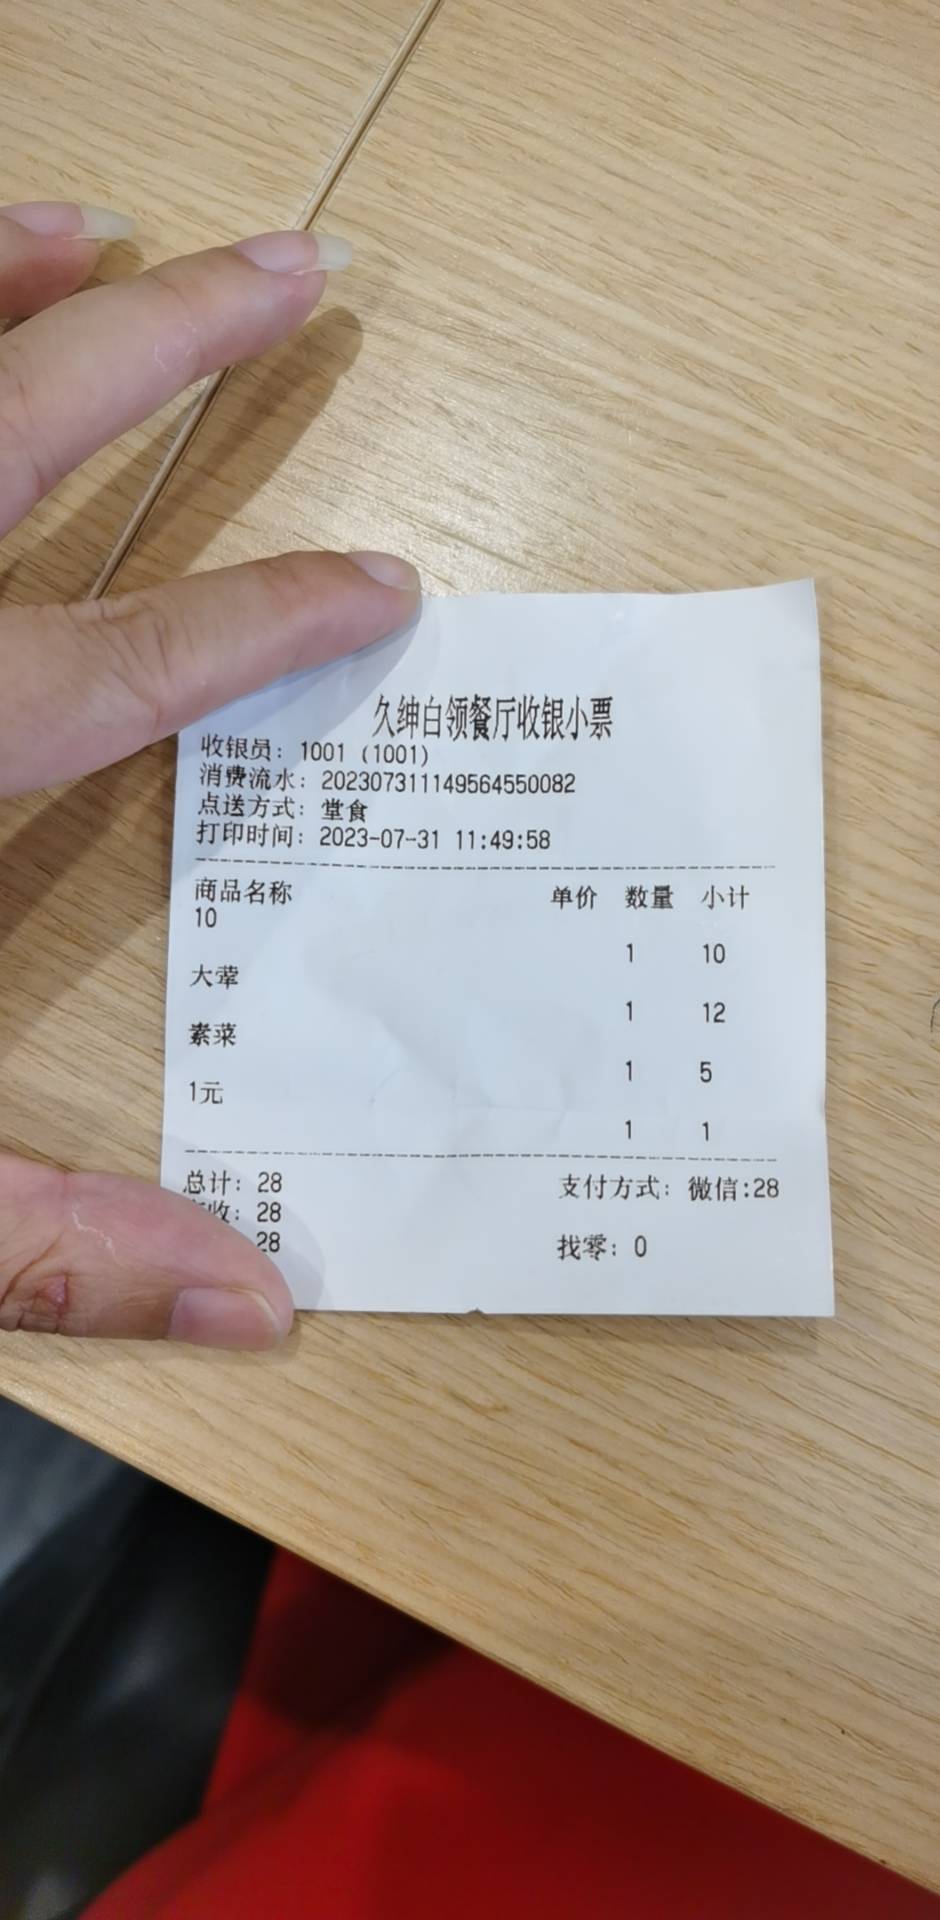 久绅白领餐厅收银小票
收银员: 1001 (1001)
消费流水: 202307311149564550082
点送方式: 堂食
打印时间: 2023-07-31 11:49:58
商品名称 单价 数量 小计
10
1 10
大荤
1 12
素菜
1 5
1元
1 1
总计: 28 支付方式: 微信:28
收: 28
28 找零: 0